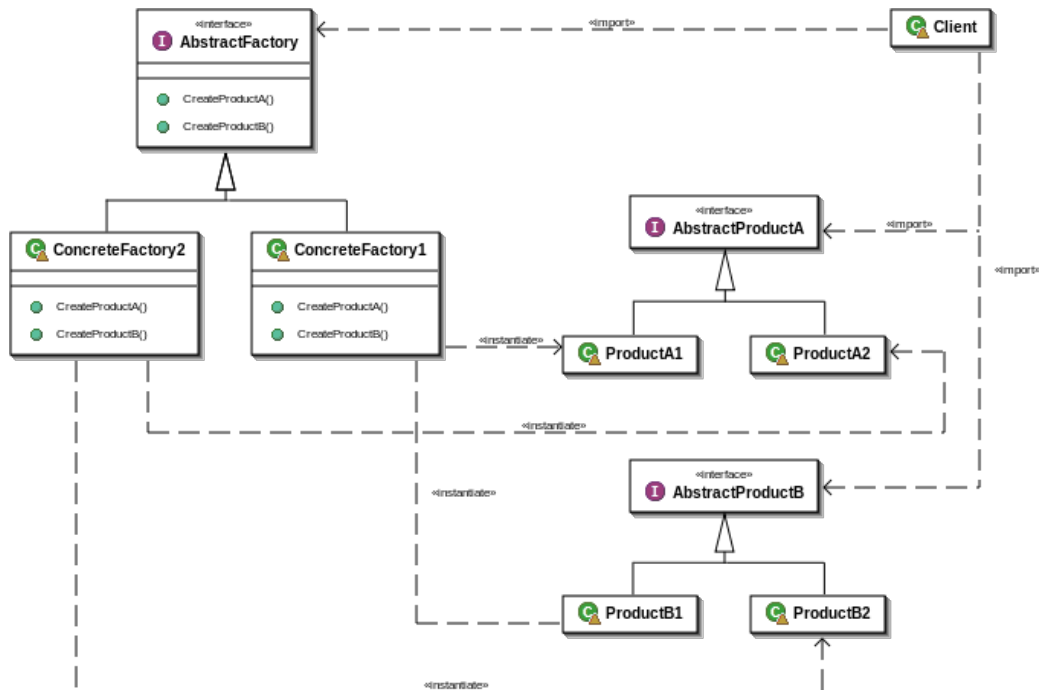 «interface»
I AbstractFactory
CreateProductA()
CreateProductB()
«import»
C Client
C ConcreteFactory2
CreateProductA()
CreateProductB()
C ConcreteFactory1
CreateProductA()
CreateProductB()
«interface»
I AbstractProductA
«import»
«import»
«instantiate»
C ProductA1
C ProductA2
«instantiate»
«interface»
I AbstractProductB
«instantiate»
C ProductB1
C ProductB2
«instantiate»